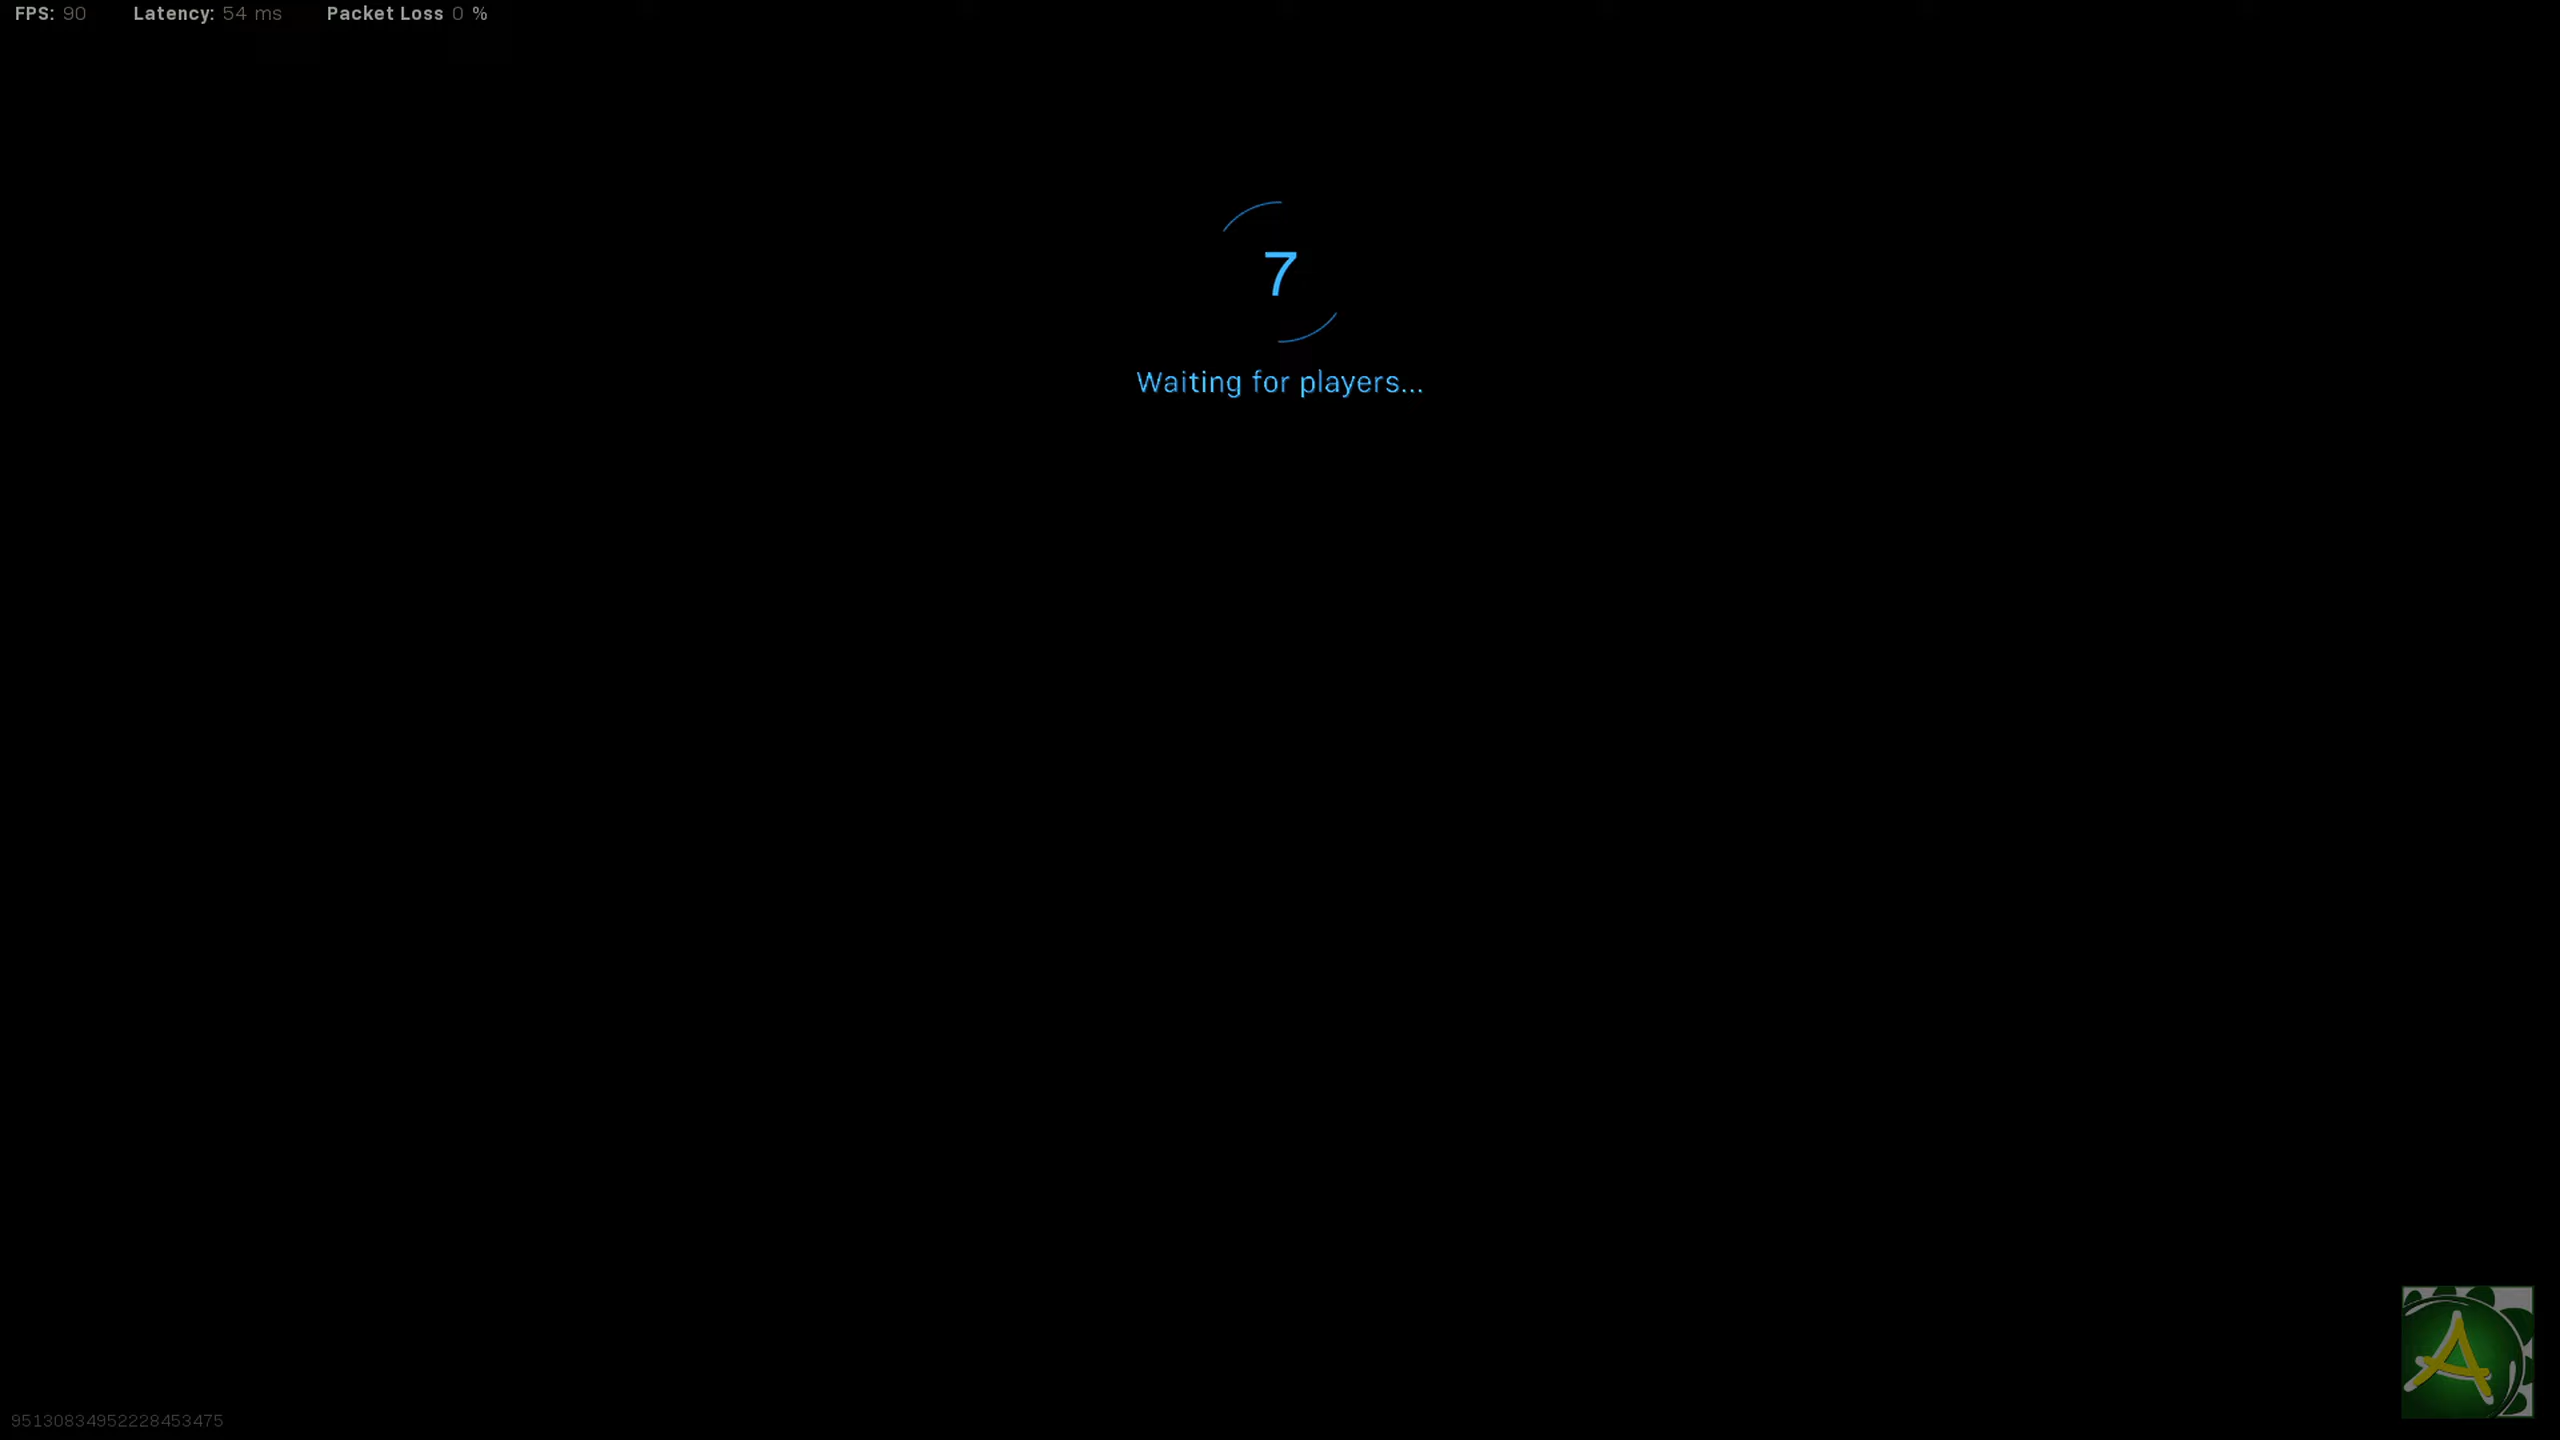 FPS: 90 Latency: 54 ms Packet Loss 0 %
7
Waiting for players...
A
95130834952228453475